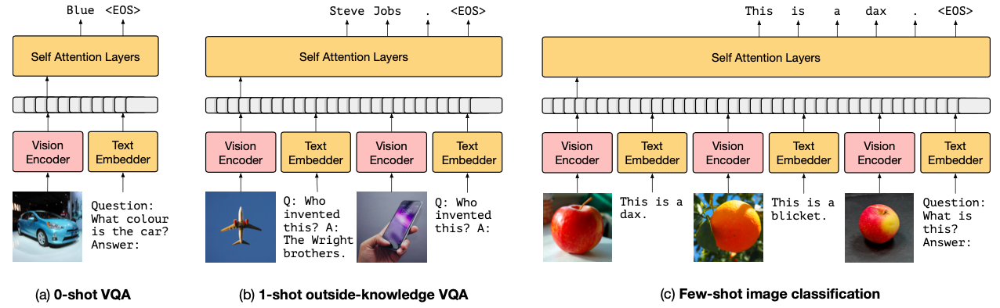 Blue <EOS>
Self Attention Layers
Vision
Encoder
Text
Embedder
Question:
What colour
is the car?
Answer:
(a) 0-shot VQA
Steve Jobs . <EOS>
Self Attention Layers
Vision
Encoder
Text
Embedder
Vision
Encoder
Text
Embedder
Q: Who
invented
this? A:
The Wright
brothers.
Q: Who
invented
this? A:
(b) 1-shot outside-knowledge VQA
This is a dax . <EOS>
Self Attention Layers
Vision
Encoder
Text
Embedder
Vision
Encoder
Text
Embedder
Vision
Encoder
Text
Embedder
This is a
dax.
This is a
blicket.
Question:
What is
this?
Answer:
(c) Few-shot image classification